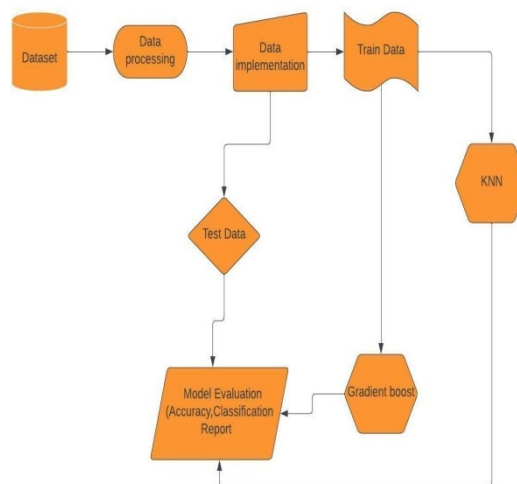 Dataset
Data
processing
Data
implementation
Train Data
KNN
Test Data
Gradient boost
Model Evaluation
(Accuracy,Classification
Report